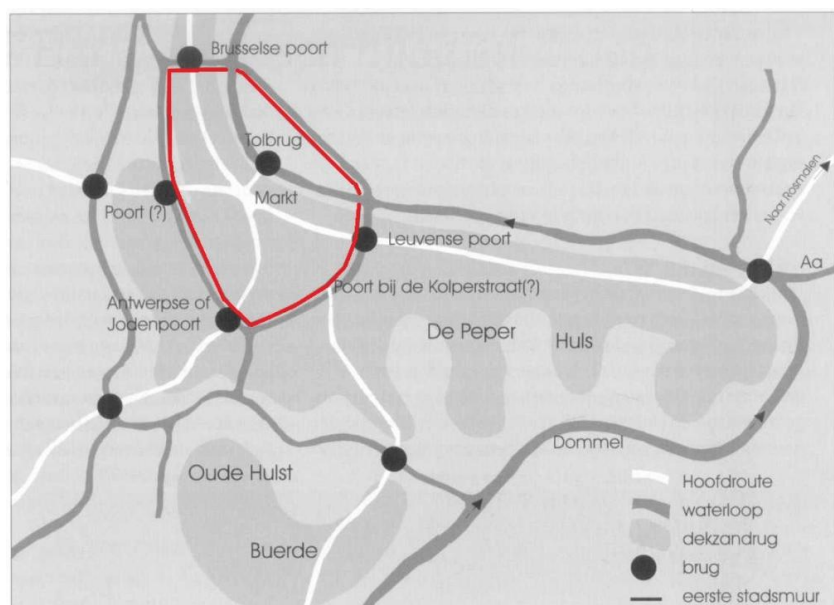 Brusselse poort
Tolbrug
Markt
Poort (?)
Leuvense poort
Naar Rosmalen
Aa
Poort bij de Kolperstraat(?)
Antwerpse of
Jodenpoort
De Peper
Huls
Dommel
Oude Hulst
Buerde
Hoofdroute
waterloop
dekzandrug
brug
eerste stadsmuur